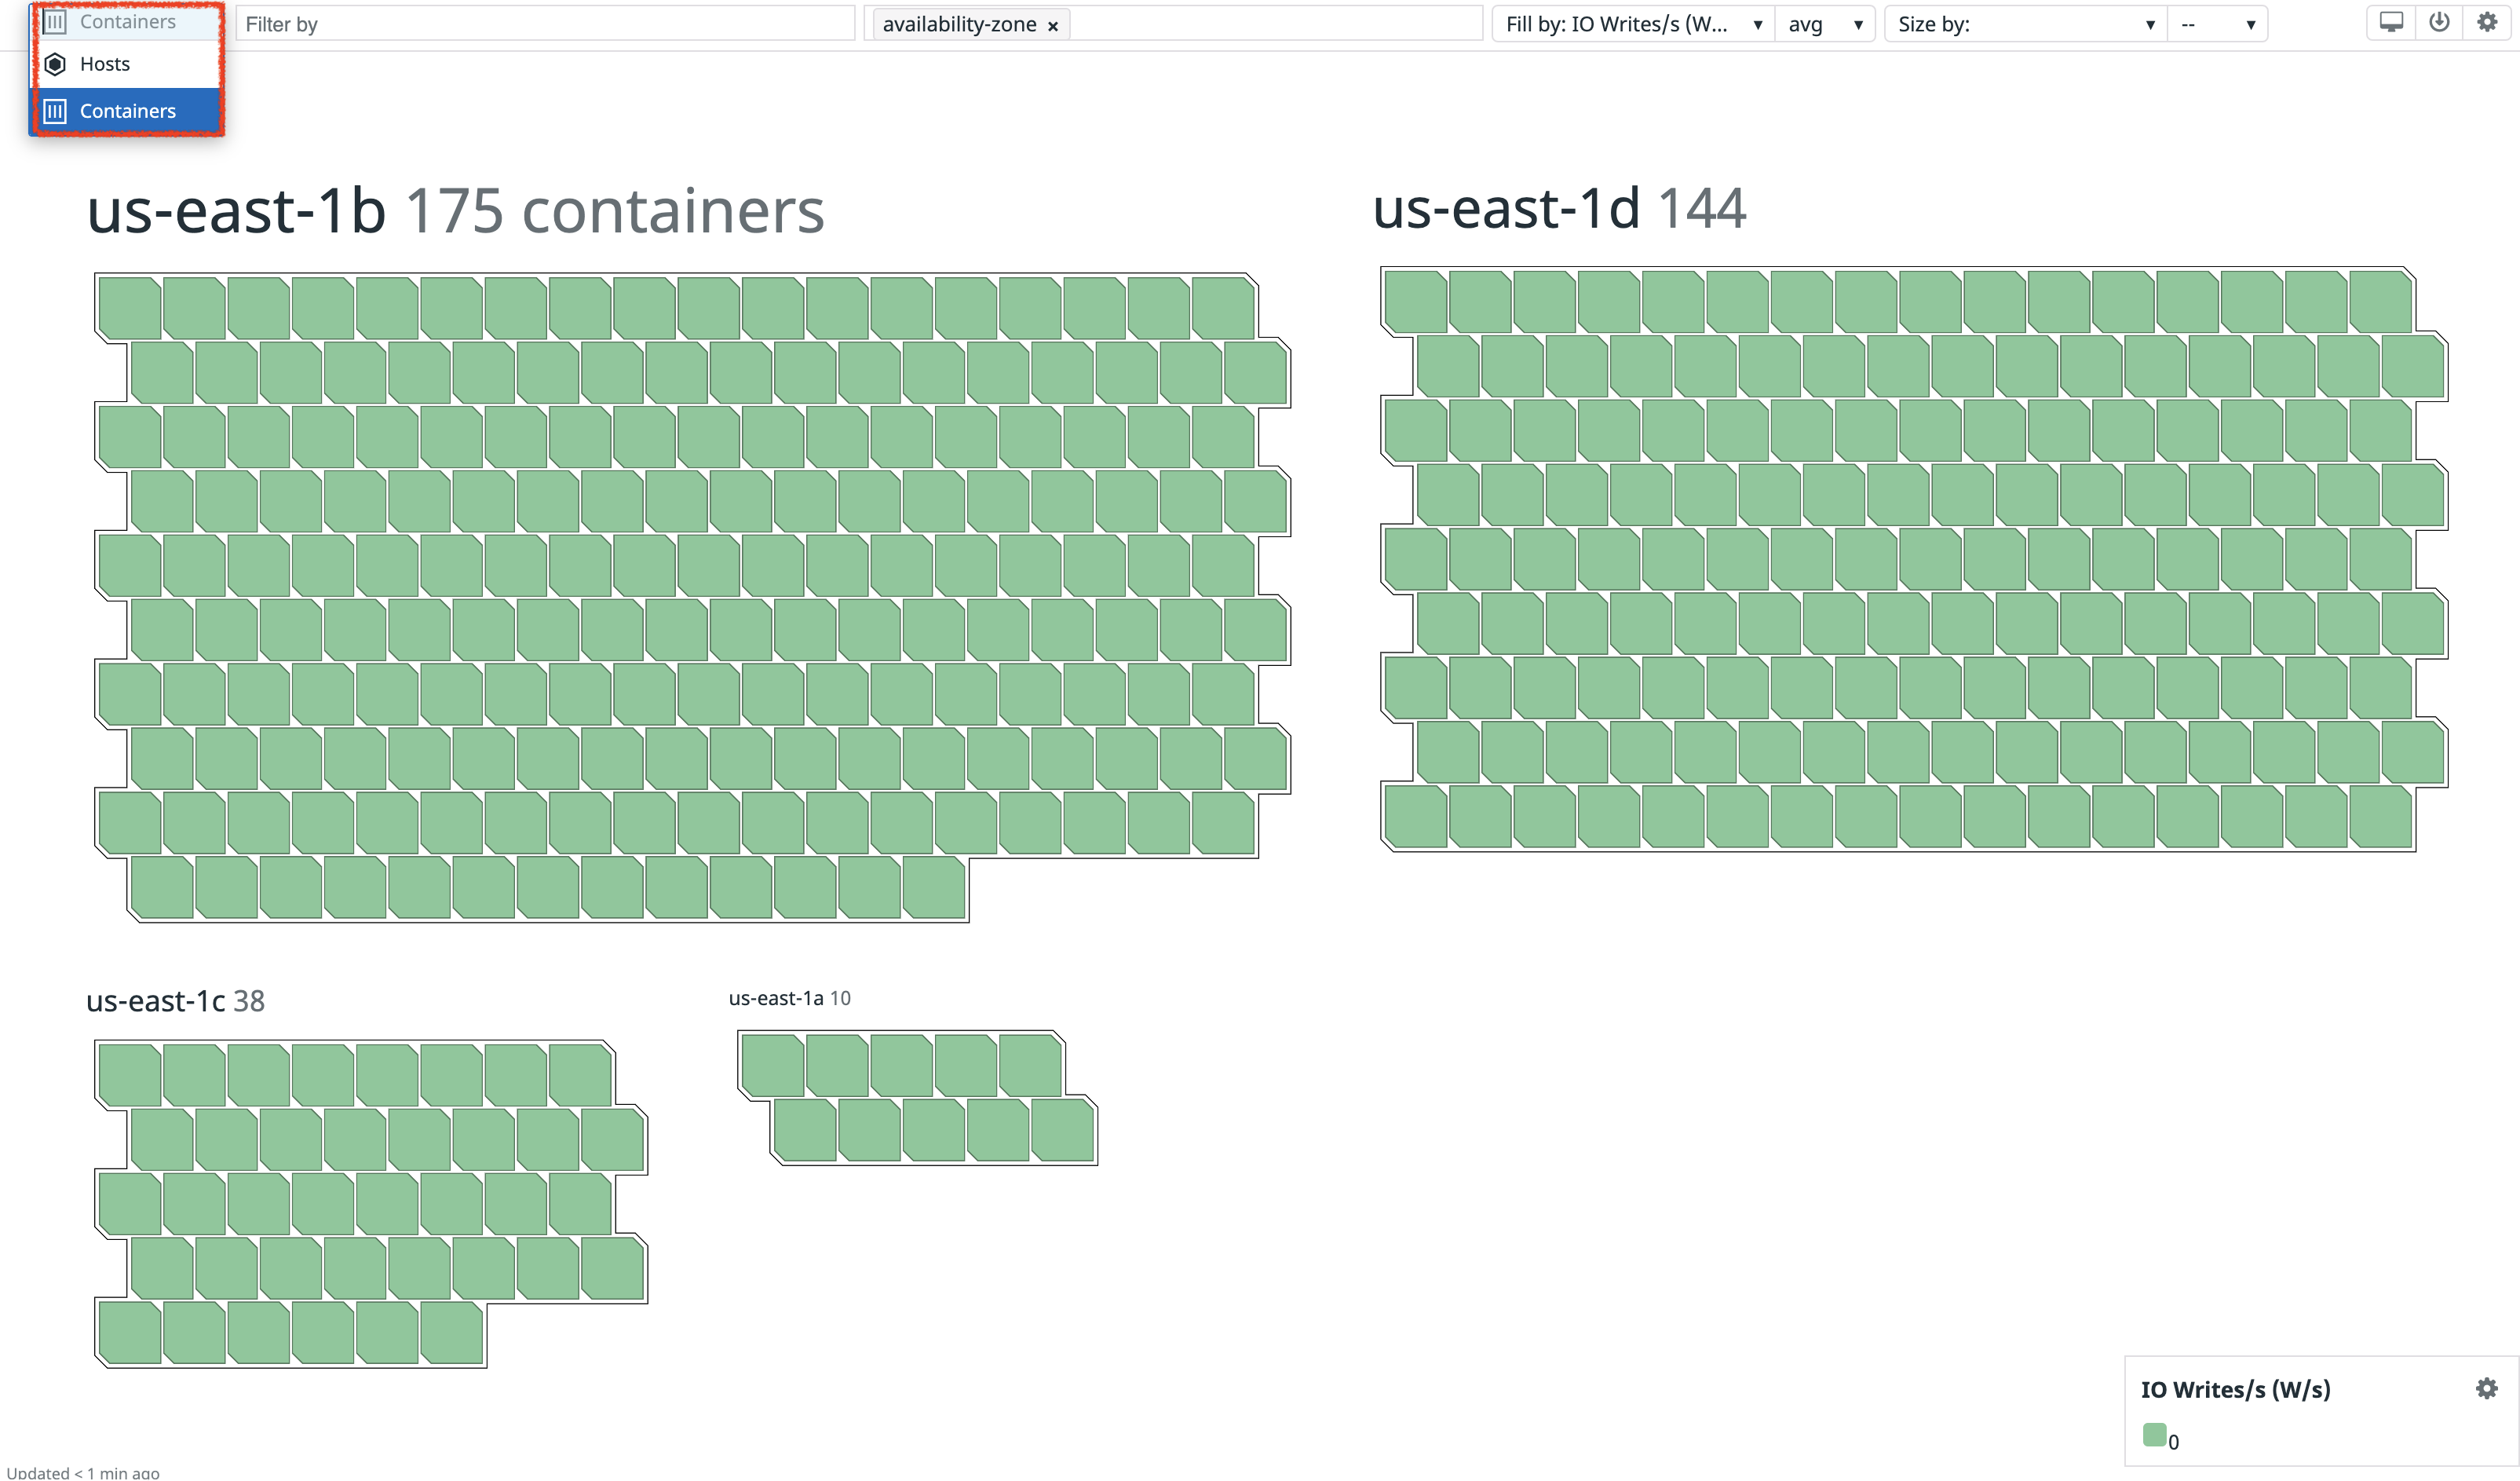 Containers
Filter by
availability-zone ×
Fill by: IO Writes/s (W...
avg
Size by:
--
Hosts
Containers
us-east-1b 175 containers
us-east-1d 144
us-east-1c 38
us-east-1a 10
IO Writes/s (W/s)
0
Updated < 1 min ago